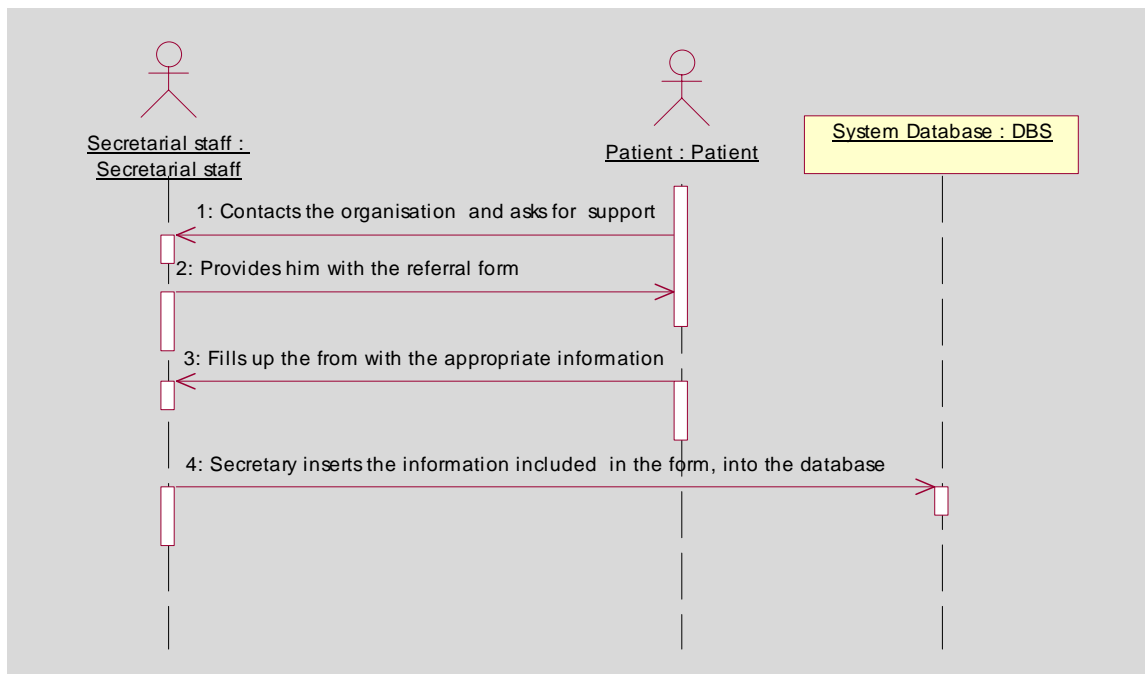 Secretarial staff :
Secretarial staff
Patient : Patient
System Database : DBS
1: Contacts the organisation and asks for support
2: Provides him with the referral form
3: Fills up the from with the appropriate information
4: Secretary inserts the information included in the form, into the database